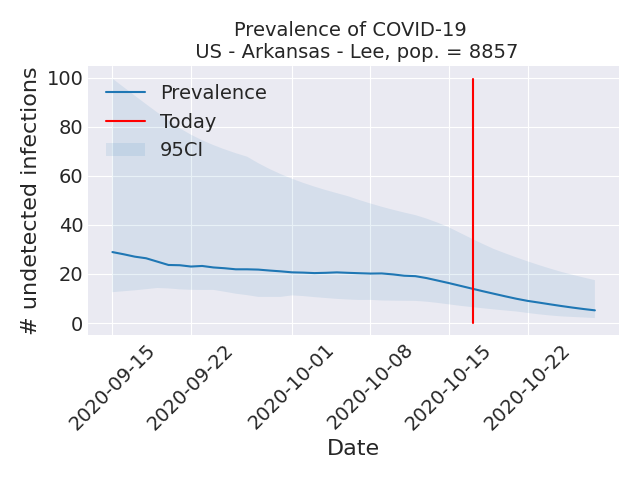 Prevalence of COVID-19
US - Arkansas - Lee, pop. = 8857
# undetected infections
100
80
60
40
20
0
Prevalence
Today
95CI
2020-09-15
2020-09-22
2020-10-01
2020-10-08
2020-10-15
2020-10-22
Date